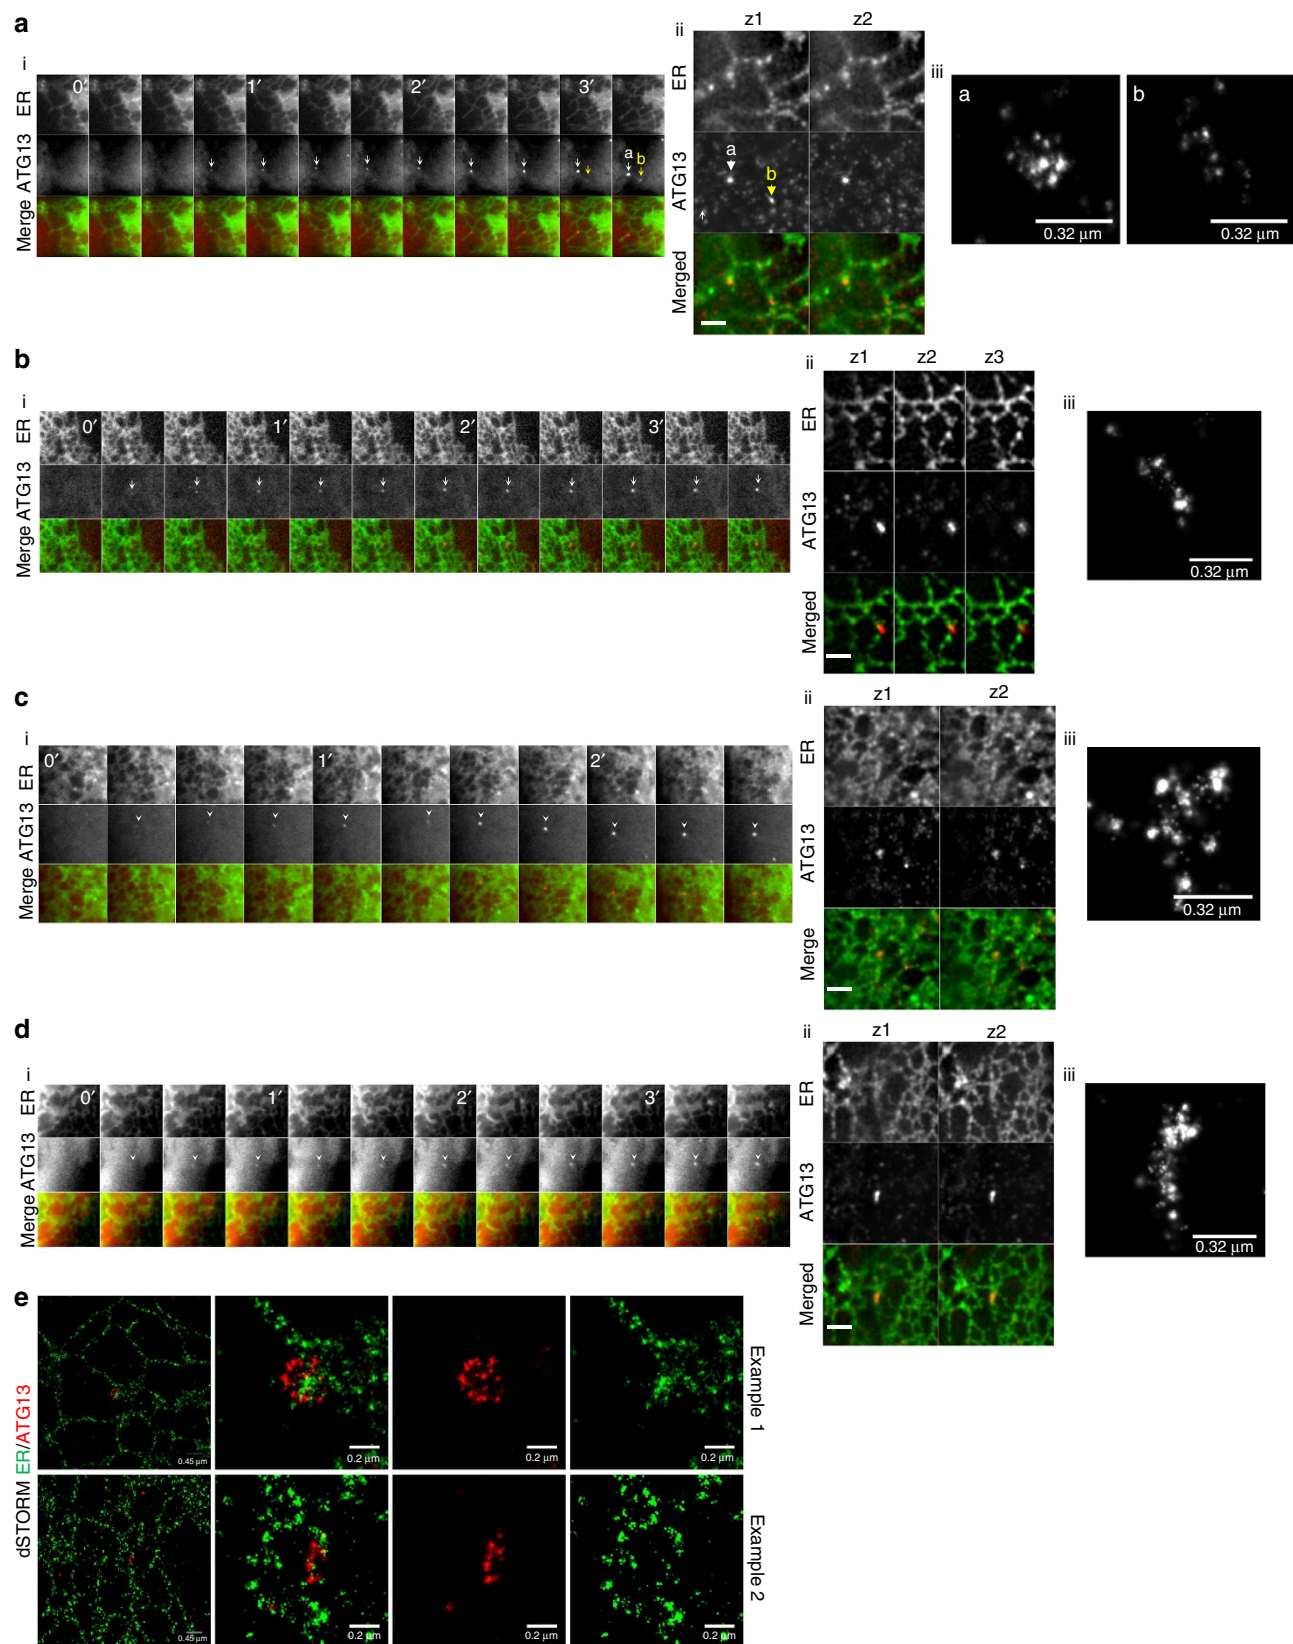 a
i
0′ 1′ 2′ 3′
ER
ATG13
Merge
a b
ii
z1 z2
ER
ATG13
Merged
a
b
iii
a b
0.32 μm 0.32 μm
b
i
0′ 1′ 2′ 3′
ER
ATG13
Merge
ii
z1 z2 z3
ER
ATG13
Merged
iii
0.32 μm
c
i
0′ 1′ 2′
ER
ATG13
Merge
ii
z1 z2
ER
ATG13
Merge
iii
0.32 μm
d
i
0′ 1′ 2′ 3′
ER
ATG13
Merge
ii
z1 z2
ER
ATG13
Merged
iii
0.32 μm
e
dSTORM ER/ATG13
0.45 μm 0.2 μm 0.2 μm 0.2 μm
Example 1
0.45 μm 0.2 μm 0.2 μm 0.2 μm
Example 2